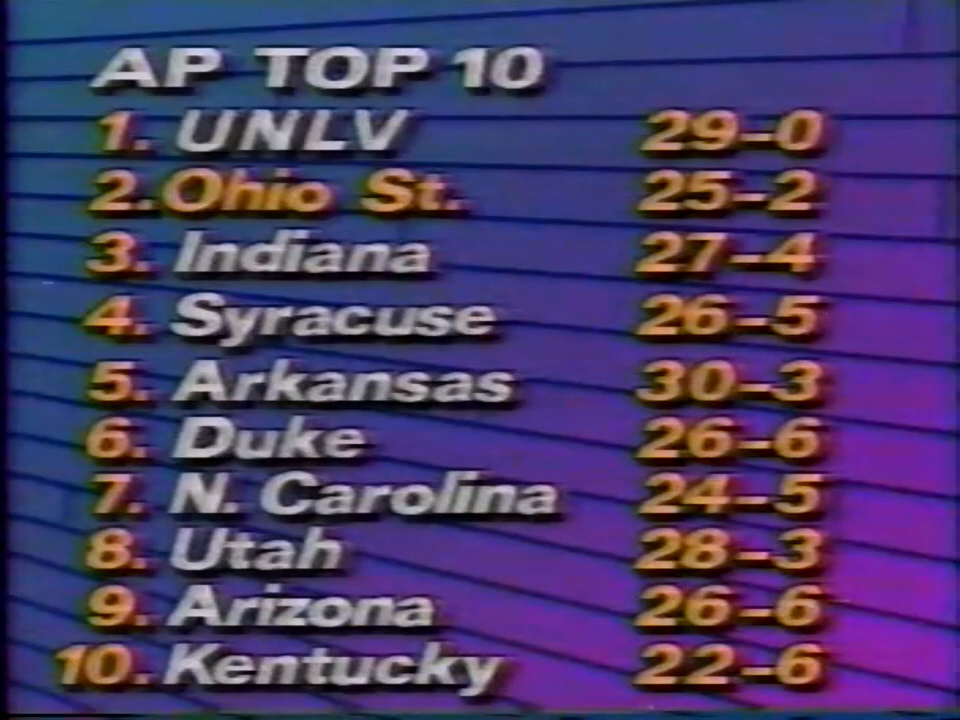 AP TOP 10
1. UNLV 29-0
2. Ohio St. 25-2
3. Indiana 27-4
4. Syracuse 26-5
5. Arkansas 30-3
6. Duke 26-6
7. N. Carolina 24-5
8. Utah 28-3
9. Arizona 26-6
10. Kentucky 22-6